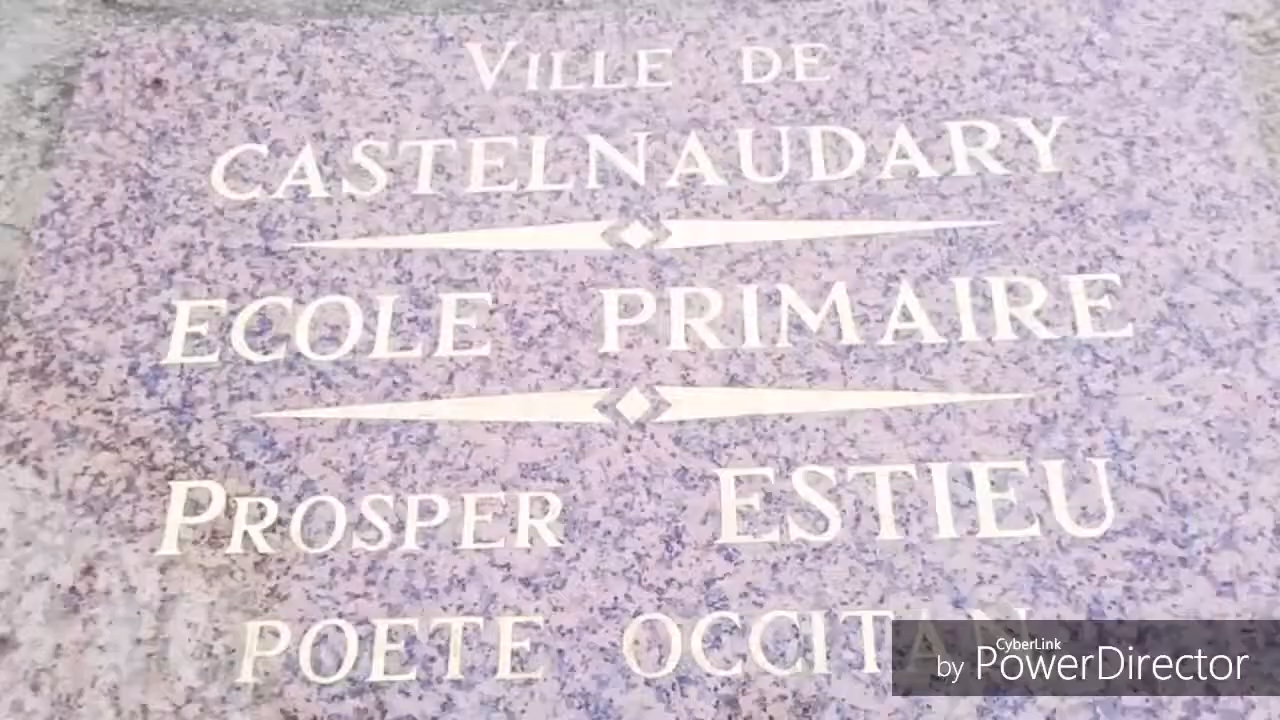 VILLE DE
CASTELNAUDARY
ECOLE PRIMAIRE
PROSPER ESTIEU
POETE OCCITAN
CyberLink
by PowerDirector